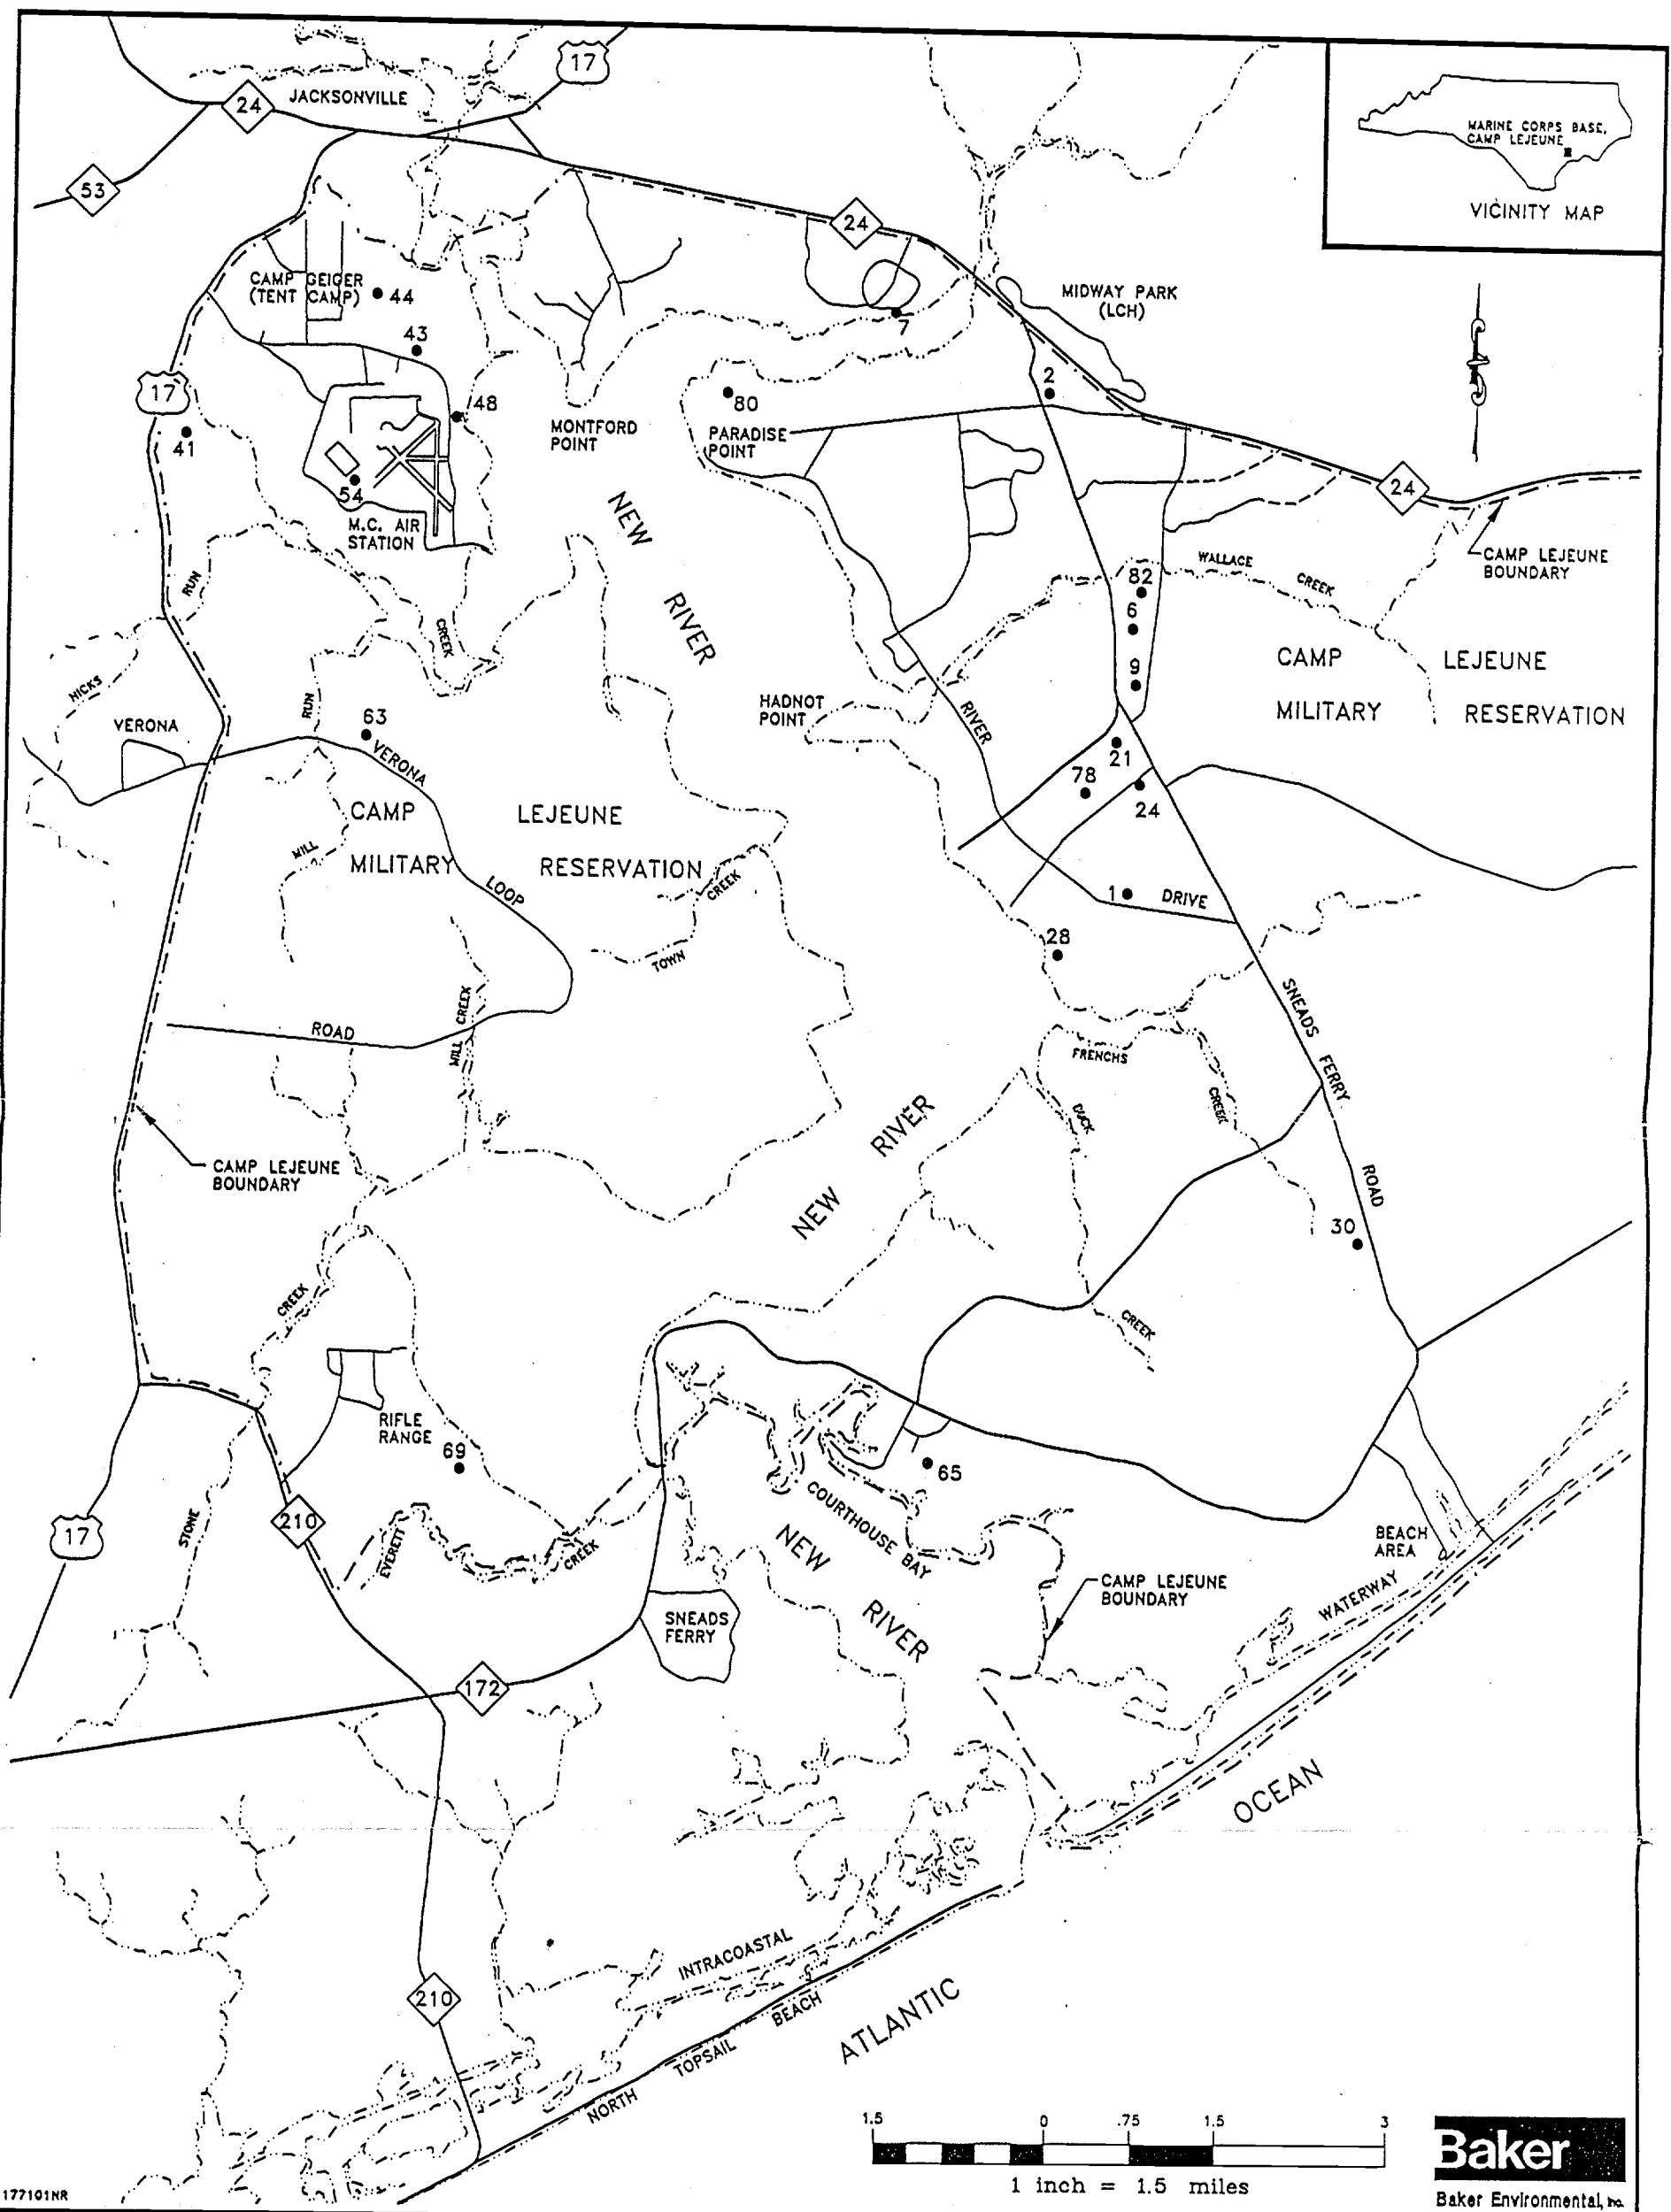 17
24
JACKSONVILLE
53
MARINE CORPS BASE,
CAMP LEJEUNE
VICINITY MAP
24
CAMP GEIGER
(TENT CAMP)
44
MIDWAY PARK
(LCH)
7
43
17
2
48
80
41
MONTFORD
POINT
PARADISE
POINT
54
24
M.C. AIR
STATION
NEW
RIVER
CAMP LEJEUNE
BOUNDARY
WALLACE
CREEK
82
6
RUN
CREEK
CAMP LEJEUNE
MILITARY RESERVATION
9
HICKS
RUN
HADNOT
POINT
RIVER
VERONA
63
VERONA
21
78
24
CAMP LEJEUNE
MILITARY RESERVATION
MILL
LOOP
CREEK
TOWN
1
DRIVE
28
SNEADS
FERRY
ROAD
MILL CREEK
ROAD
FRENCHS
CREEK
DUCK
CREEK
NEW
RIVER
CAMP LEJEUNE
BOUNDARY
30
CREEK
RIFLE
RANGE
69
65
COURTHOUSE BAY
STONE
210
17
EVERETT
CREEK
NEW
RIVER
BEACH
AREA
CAMP LEJEUNE
BOUNDARY
WATERWAY
SNEADS
FERRY
172
OCEAN
INTRACOASTAL
210
ATLANTIC
NORTH TOPSAIL BEACH
1.5 0 .75 1.5 3
1 inch = 1.5 miles
Baker
Baker Environmental, Inc.
177101NR